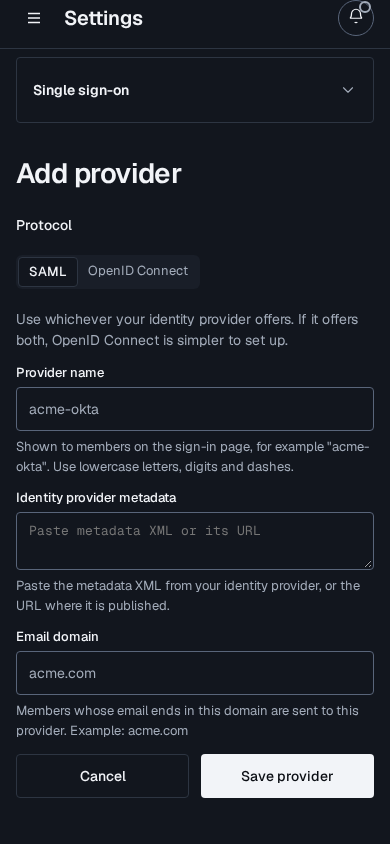 Settings
Single sign-on
Add provider
Protocol
SAML
OpenID Connect
Use whichever your identity provider offers. If it offers
both, OpenID Connect is simpler to set up.
Provider name
acme-okta
Shown to members on the sign-in page, for example "acme-
okta". Use lowercase letters, digits and dashes.
Identity provider metadata
Paste metadata XML or its URL
Paste the metadata XML from your identity provider, or the
URL where it is published.
Email domain
acme.com
Members whose email ends in this domain are sent to this
provider. Example: acme.com
Cancel
Save provider